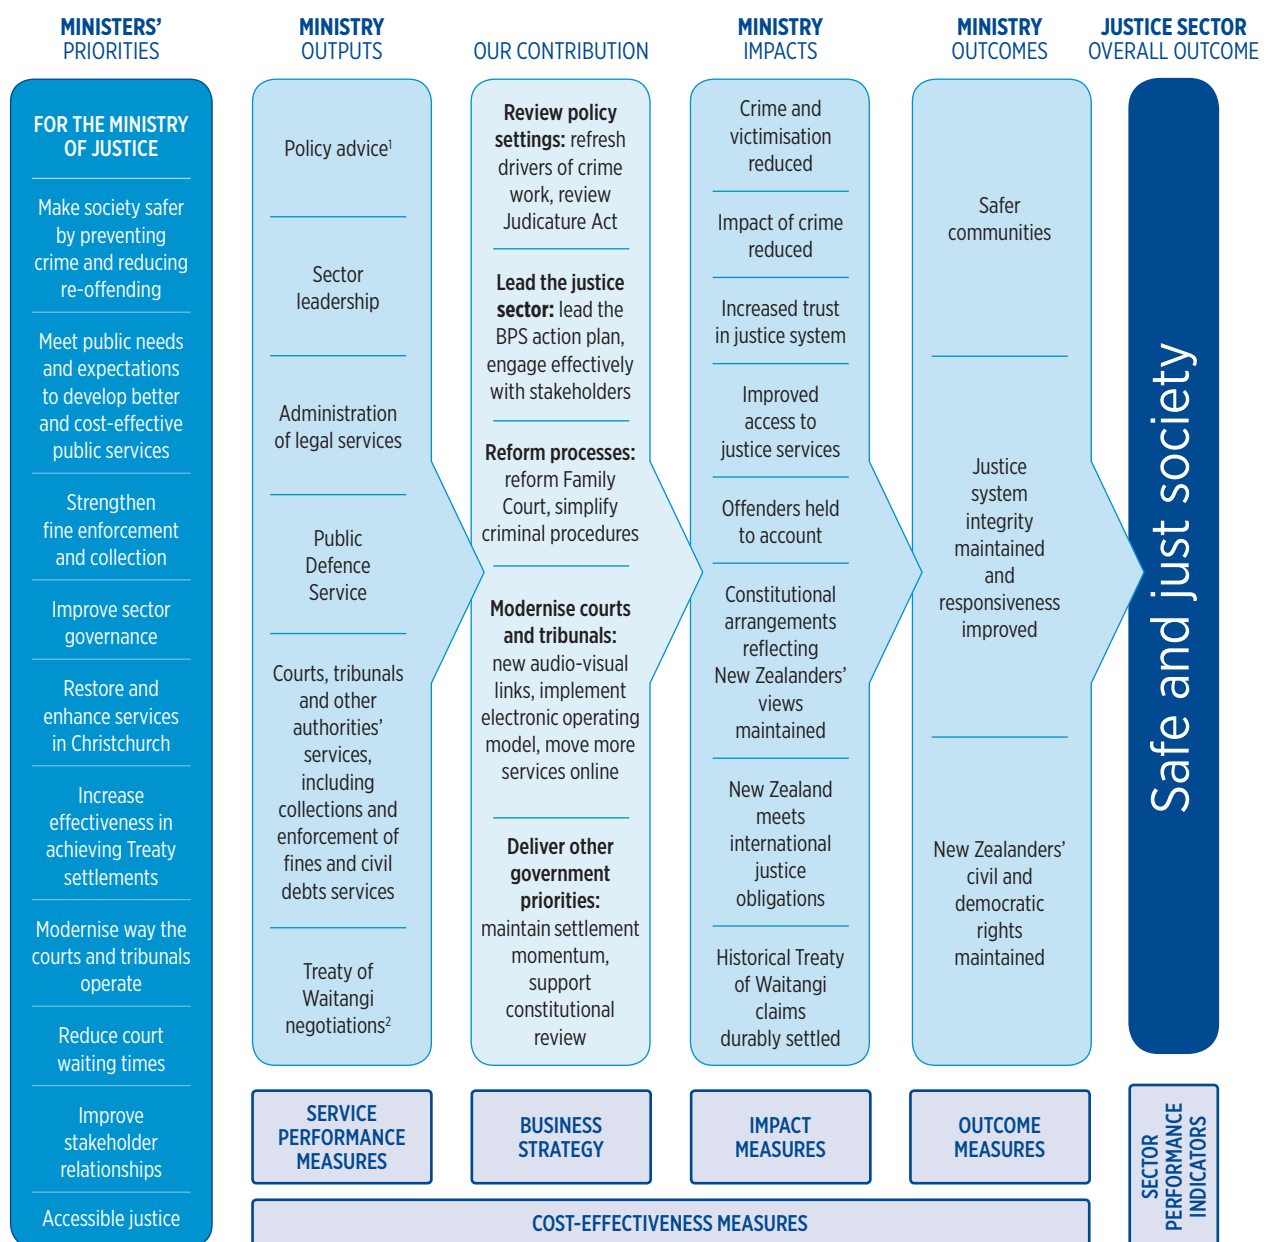 MINISTERS’
PRIORITIES
FOR THE MINISTRY
OF JUSTICE
Make society safer
by preventing
crime and reducing
re-offending
Meet public needs
and expectations
to develop better
and cost-effective
public services
Strengthen
fine enforcement
and collection
Improve sector
governance
Restore and
enhance services
in Christchurch
Increase
effectiveness in
achieving Treaty
settlements
Modernise way the
courts and tribunals
operate
Reduce court
waiting times
Improve
stakeholder
relationships
Accessible justice
MINISTRY
OUTPUTS
Policy advice¹
Sector
leadership
Administration
of legal services
Public
Defence
Service
Courts, tribunals
and other
authorities’
services,
including
collections and
enforcement of
fines and civil
debts services
Treaty of
Waitangi
negotiations²
SERVICE
PERFORMANCE
MEASURES
OUR CONTRIBUTION
Review policy
settings: refresh
drivers of crime
work, review
Judicature Act
Lead the justice
sector: lead the
BPS action plan,
engage effectively
with stakeholders
Reform processes:
reform Family
Court, simplify
criminal procedures
Modernise courts
and tribunals:
new audio-visual
links, implement
electronic operating
model, move more
services online
Deliver other
government
priorities:
maintain settlement
momentum,
support
constitutional
review
BUSINESS
STRATEGY
MINISTRY
IMPACTS
Crime and
victimisation
reduced
Impact of crime
reduced
Increased trust
in justice system
Improved
access to
justice services
Offenders held
to account
Constitutional
arrangements
reflecting
New Zealanders’
views
maintained
New Zealand
meets
international
justice
obligations
Historical Treaty
of Waitangi
claims
durably settled
IMPACT
MEASURES
MINISTRY
OUTCOMES
Safer
communities
Justice
system
integrity
maintained
and
responsiveness
improved
New Zealanders’
civil and
democratic
rights
maintained
OUTCOME
MEASURES
JUSTICE SECTOR
OVERALL OUTCOME
Safe and just society
SECTOR
PERFORMANCE
INDICATORS
COST-EFFECTIVENESS MEASURES